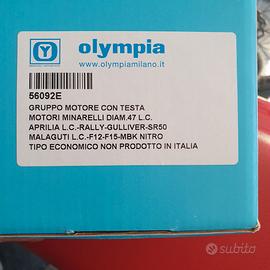 olympia
www.olympiamilano.it
56092E
GRUPPO MOTORE CON TESTA
MOTORI MINARELLI DIAM.47 L.C.
APRILIA L.C.-RALLY-GULLIVER-SR50
MALAGUTI L.C.-F12-F15-MBK NITRO
TIPO ECONOMICO NON PRODOTTO IN ITALIA
subito